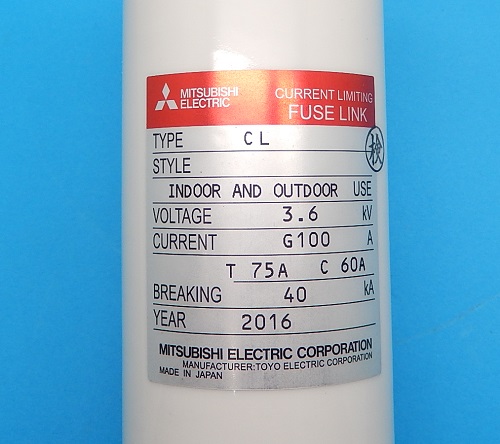 MITSUBISHI
ELECTRIC
CURRENT LIMITING
FUSE LINK
TYPE CL
検
STYLE
INDOOR AND OUTDOOR USE
VOLTAGE 3.6 kV
CURRENT G100 A
T 75A C 60A
BREAKING 40 kA
YEAR 2016
MITSUBISHI ELECTRIC CORPORATION
MANUFACTURER:TOYO ELECTRIC CORPORATION
MADE IN JAPAN